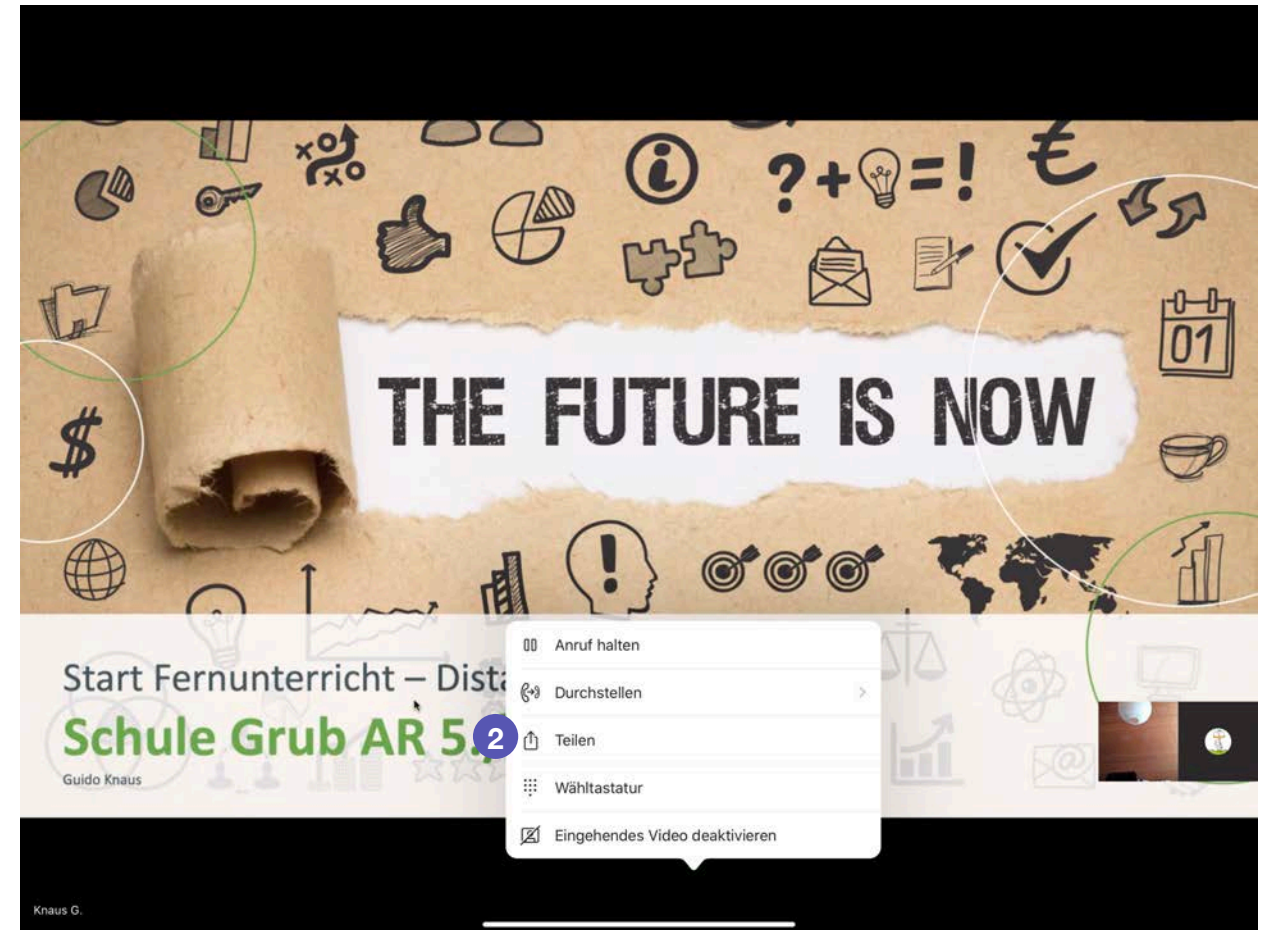 ? + = !
01
THE FUTURE IS NOW
Start Fernunterricht – Dist
Schule Grub AR 5.
Guido Knaus
Anruf halten
Durchstellen
2 Teilen
Wähltastatur
Eingehendes Video deaktivieren
Knaus G.